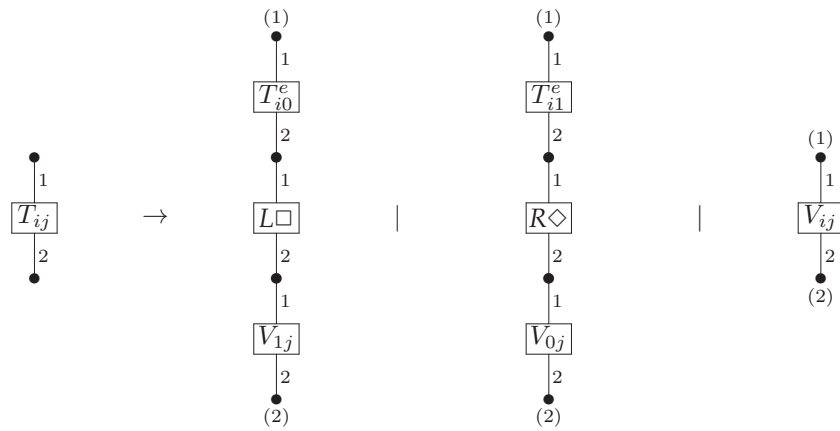 (1) (1)
1 1
T^e_{i0} T^e_{i1}
2 2 (1)
1 1 1 1
T_{ij} → L□ | R◇ | V_{ij}
2 2 2 2
(2)
1 1
V_{1j} V_{0j}
2 2
(2) (2)